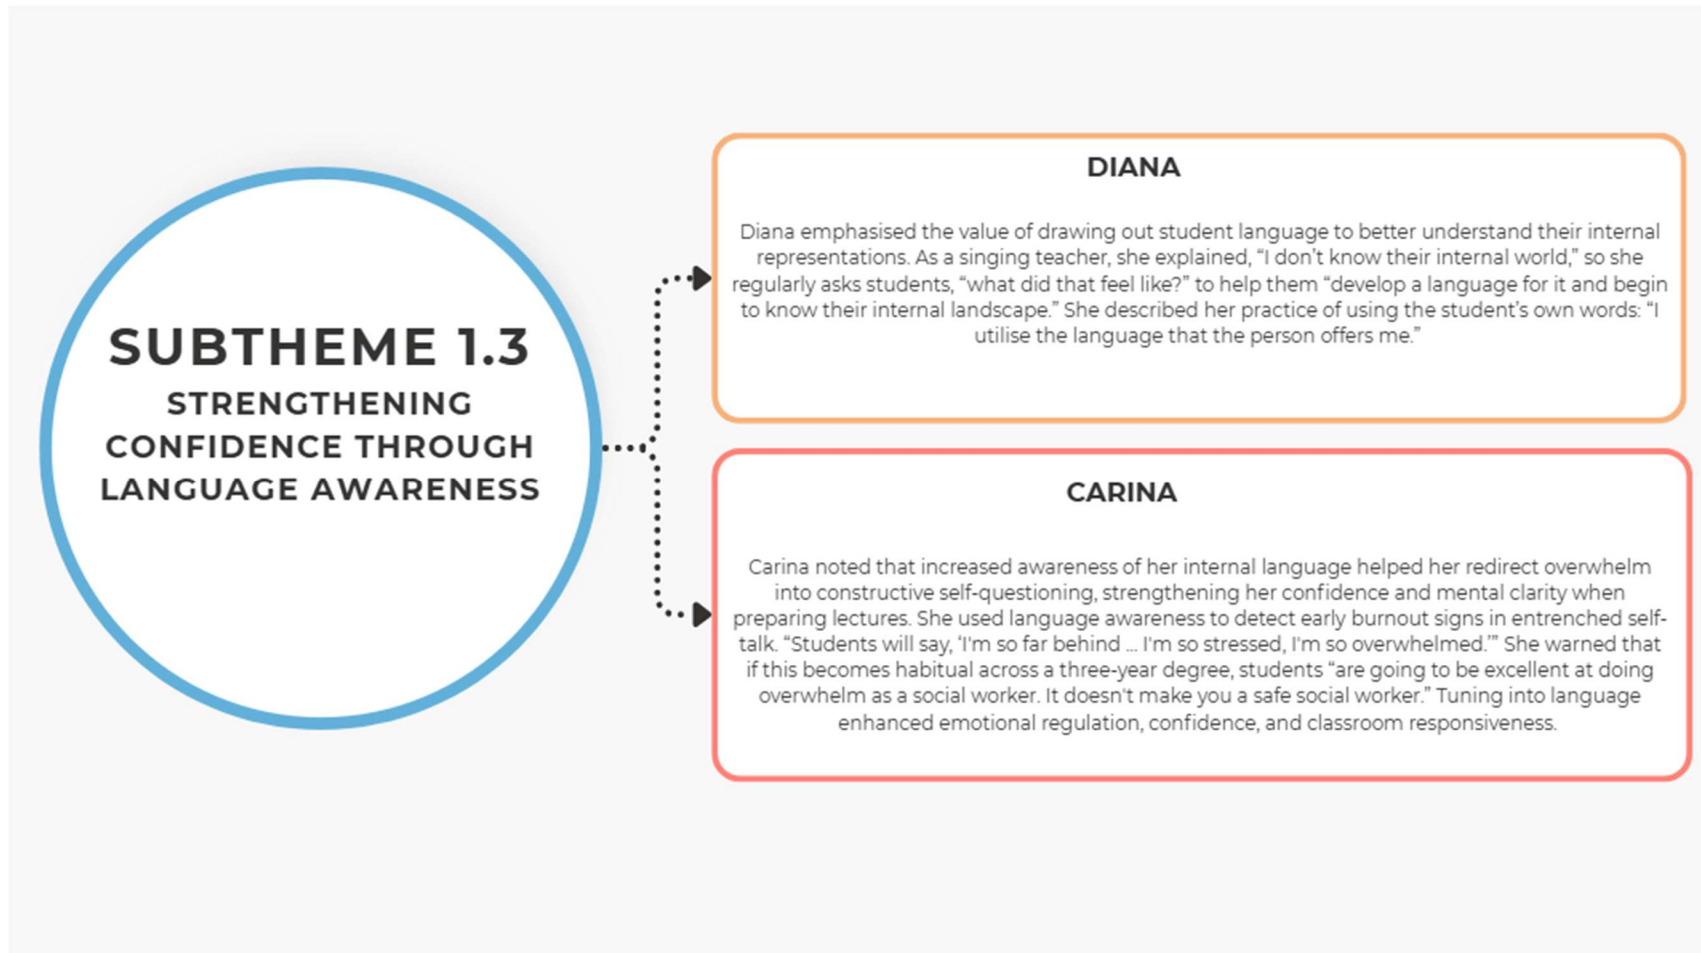 SUBTHEME 1.3
STRENGTHENING
CONFIDENCE THROUGH
LANGUAGE AWARENESS
DIANA
Diana emphasised the value of drawing out student language to better understand their internal
representations. As a singing teacher, she explained, “I don’t know their internal world,” so she
regularly asks students, “what did that feel like?” to help them “develop a language for it and begin
to know their internal landscape.” She described her practice of using the student’s own words: “I
utilise the language that the person offers me.”
CARINA
Carina noted that increased awareness of her internal language helped her redirect overwhelm
into constructive self-questioning, strengthening her confidence and mental clarity when
preparing lectures. She used language awareness to detect early burnout signs in entrenched self-
talk. “Students will say, ‘I'm so far behind ... I'm so stressed, I'm so overwhelmed.’” She warned that
if this becomes habitual across a three-year degree, students “are going to be excellent at doing
overwhelm as a social worker. It doesn't make you a safe social worker.” Tuning into language
enhanced emotional regulation, confidence, and classroom responsiveness.